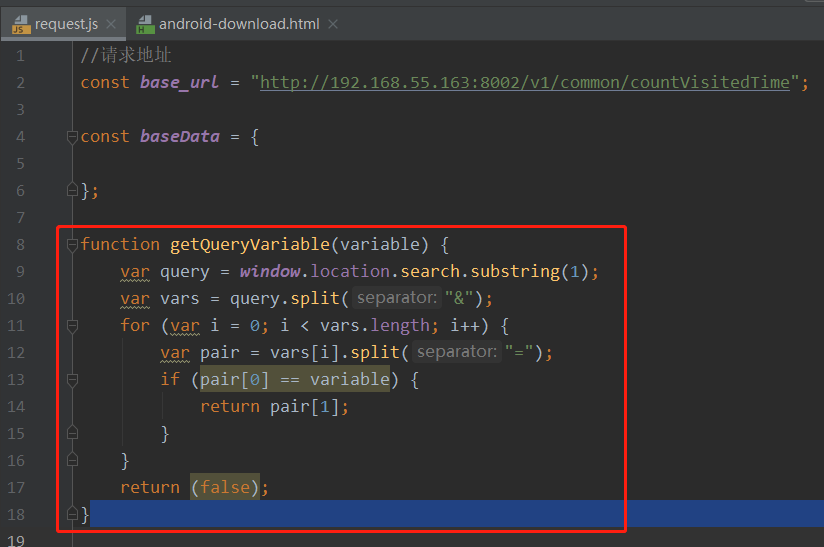 request.js android-download.html
1 //请求地址
2 const base_url = "http://192.168.55.163:8002/v1/common/countVisitedTime";
3
4 const baseData = {
5
6 };
7
8 function getQueryVariable(variable) {
9 var query = window.location.search.substring(1);
10 var vars = query.split( separator: "&");
11 for (var i = 0; i < vars.length; i++) {
12 var pair = vars[i].split( separator: "=");
13 if (pair[0] == variable) {
14 return pair[1];
15 }
16 }
17 return (false);
18 }
19